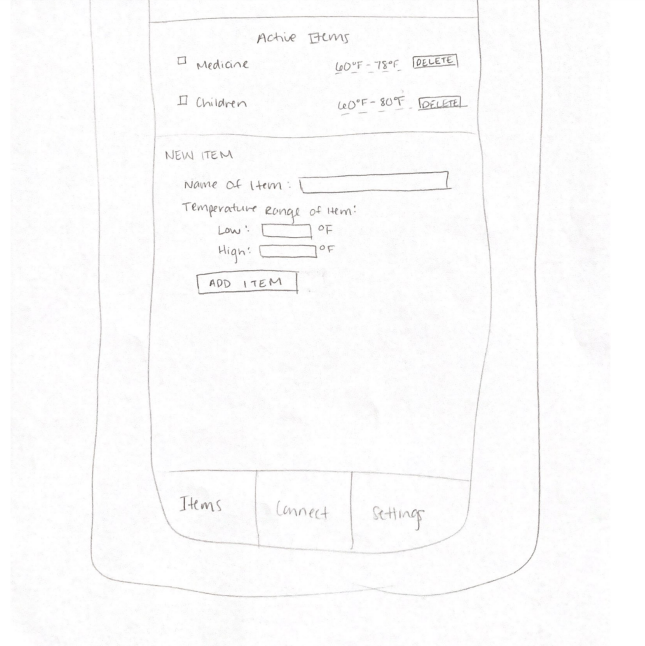 Active Items
Medicine 60°F - 78°F DELETE
Children 60°F - 80°F DELETE
NEW ITEM
Name of Item:
Temperature Range of Item:
Low: °F
High: °F
ADD ITEM
Items Connect Settings